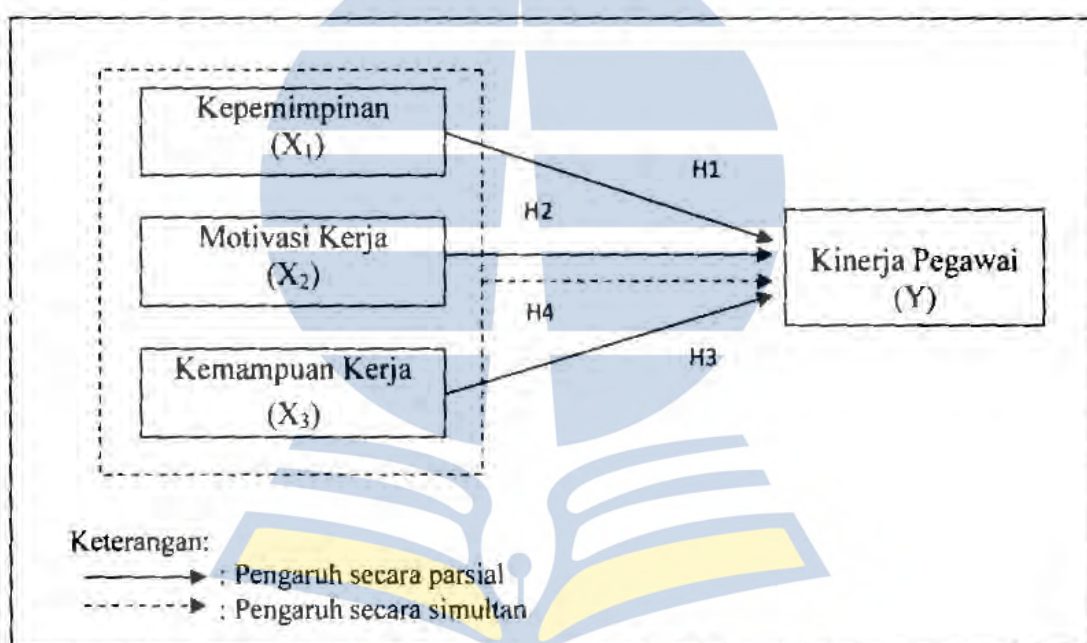 Kepemimpinan
(X₁)
H1
H2
Motivasi Kerja
(X₂)
Kinerja Pegawai
(Y)
H4
Kemampuan Kerja
(X₃)
H3
Keterangan:
: Pengaruh secara parsial
: Pengaruh secara simultan